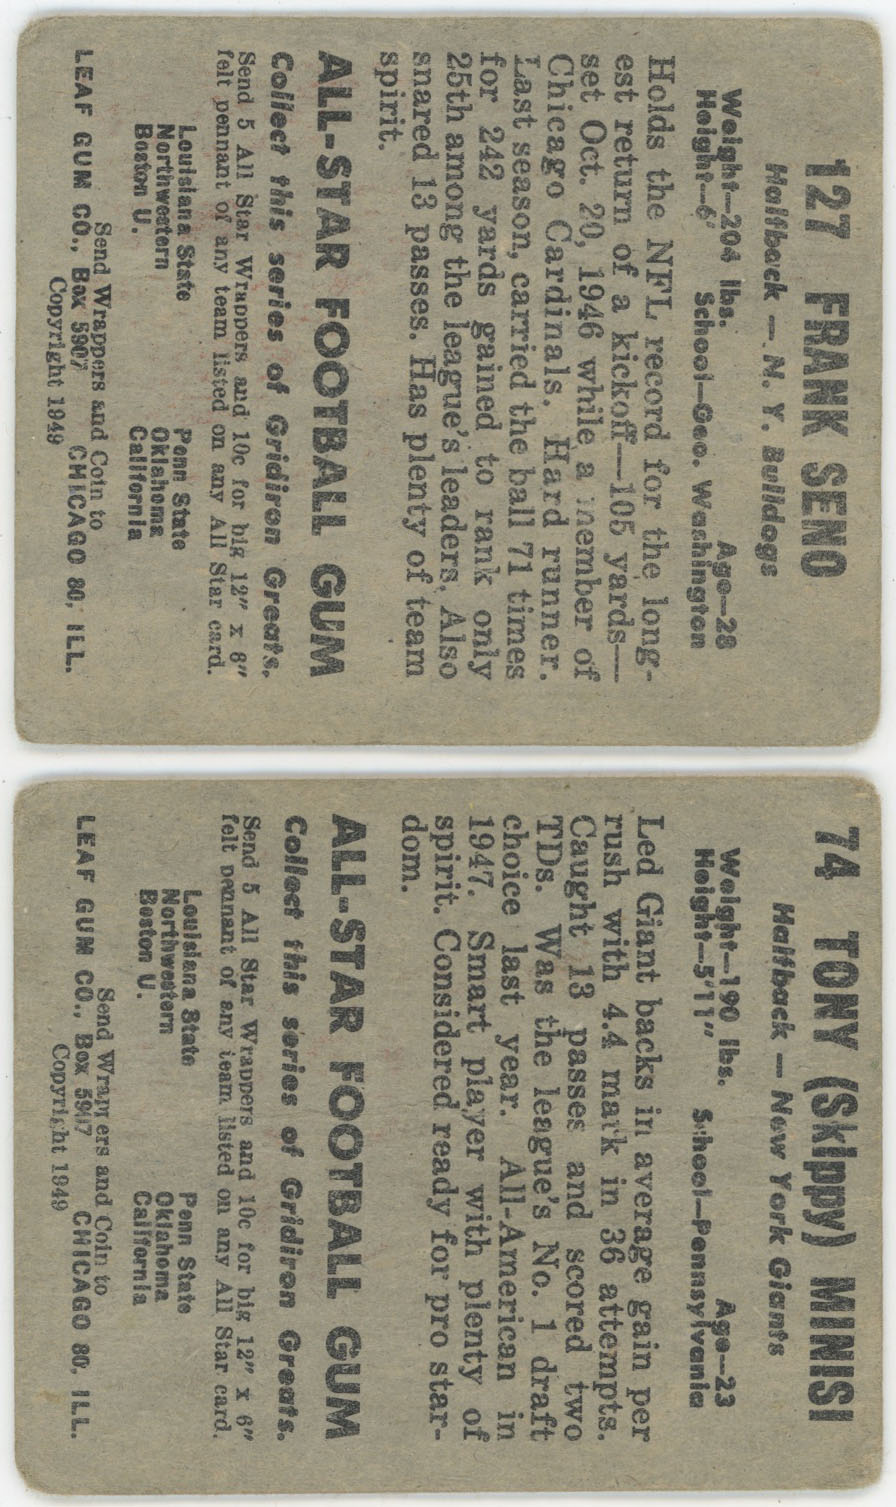 127 FRANK SENO
Halfback — N. Y. Bulldogs
Weight—204 lbs. Age—28
Height—6' School—Geo. Washington
Holds the NFL record for the long-
est return of a kickoff—105 yards—
set Oct. 20, 1946 while a member of
Chicago Cardinals. Hard runner.
Last season, carried the ball 71 times
for 242 yards gained to rank only
25th among the league's leaders. Also
snared 13 passes. Has plenty of team
spirit.
ALL-STAR FOOTBALL GUM
Collect this series of Gridiron Greats.
Send 5 All Star Wrappers and 10c for big 12" x 6"
felt pennant of any team listed on any All Star card.
Louisiana State Penn State
Northwestern Oklahoma
Boston U. California
Send Wrappers and Coin to
LEAF GUM CO., Box 5907 CHICAGO 80, ILL.
Copyright 1949
74 TONY (Skippy) MINISI
Halfback — New York Giants
Weight—190 lbs. Age—23
Height—5'11" School—Pennsylvania
Led Giant backs in average gain per
rush with 4.4 mark in 36 attempts.
Caught 13 passes and scored two
TDs. Was the league's No. 1 draft
choice last year. All-American in
1947. Smart player with plenty of
spirit. Considered ready for pro star-
dom.
ALL-STAR FOOTBALL GUM
Collect this series of Gridiron Greats.
Send 5 All Star Wrappers and 10c for big 12" x 6"
felt pennant of any team listed on any All Star card.
Louisiana State Penn State
Northwestern Oklahoma
Boston U. California
Send Wrappers and Coin to
LEAF GUM CO., Box 5907 CHICAGO 80, ILL.
Copyright 1949